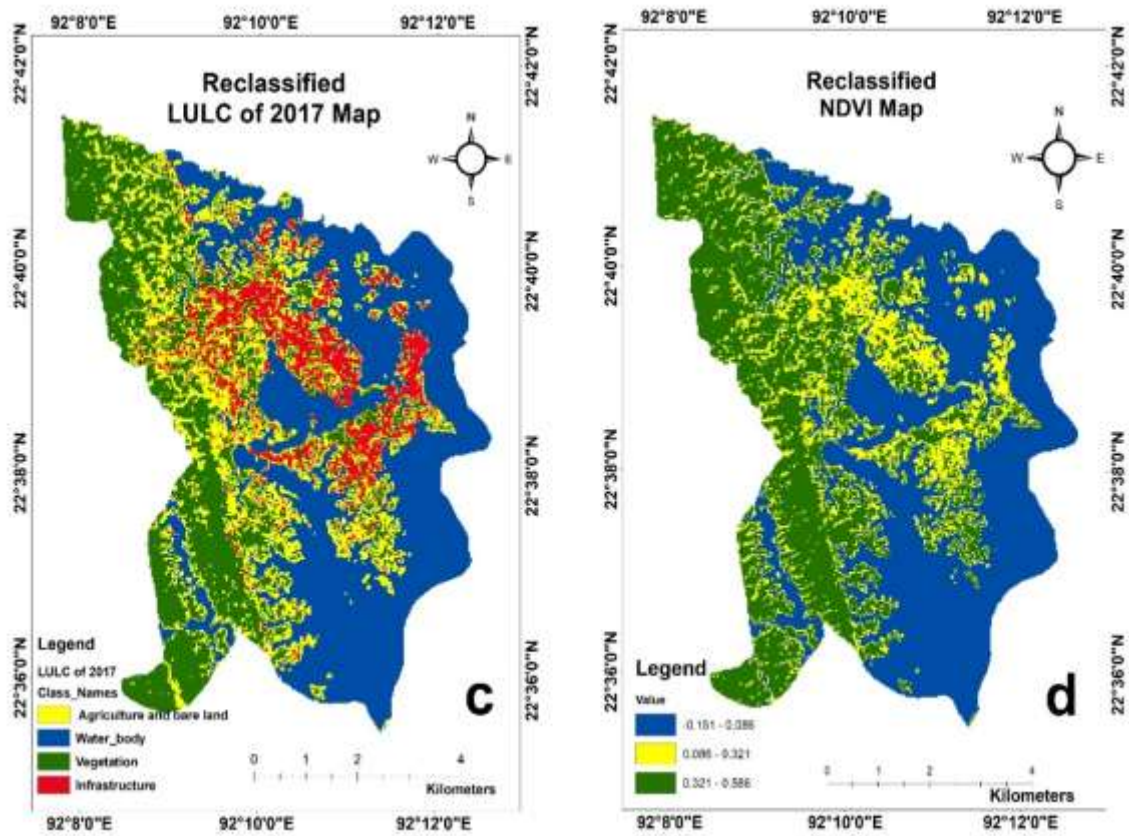 92°8'0"E 92°10'0"E 92°12'0"E
22°42'0"N
22°40'0"N
22°38'0"N
22°36'0"N
Reclassified
LULC of 2017 Map
N
W E
S
22°42'0"N
22°40'0"N
22°38'0"N
22°36'0"N
Legend
LULC of 2017
Class_Names
Agriculture and bare land
Water_body
Vegetation
Infrastructure
c
0 1 2 4
Kilometers
92°8'0"E 92°10'0"E 92°12'0"E
92°8'0"E 92°10'0"E 92°12'0"E
22°42'0"N
22°40'0"N
22°38'0"N
22°36'0"N
Reclassified
NDVI Map
N
W E
S
22°42'0"N
22°40'0"N
22°38'0"N
22°36'0"N
Legend
Value
-0.151 - 0.086
0.086 - 0.321
0.321 - 0.586
d
0 1 2 4
Kilometers
92°8'0"E 92°10'0"E 92°12'0"E